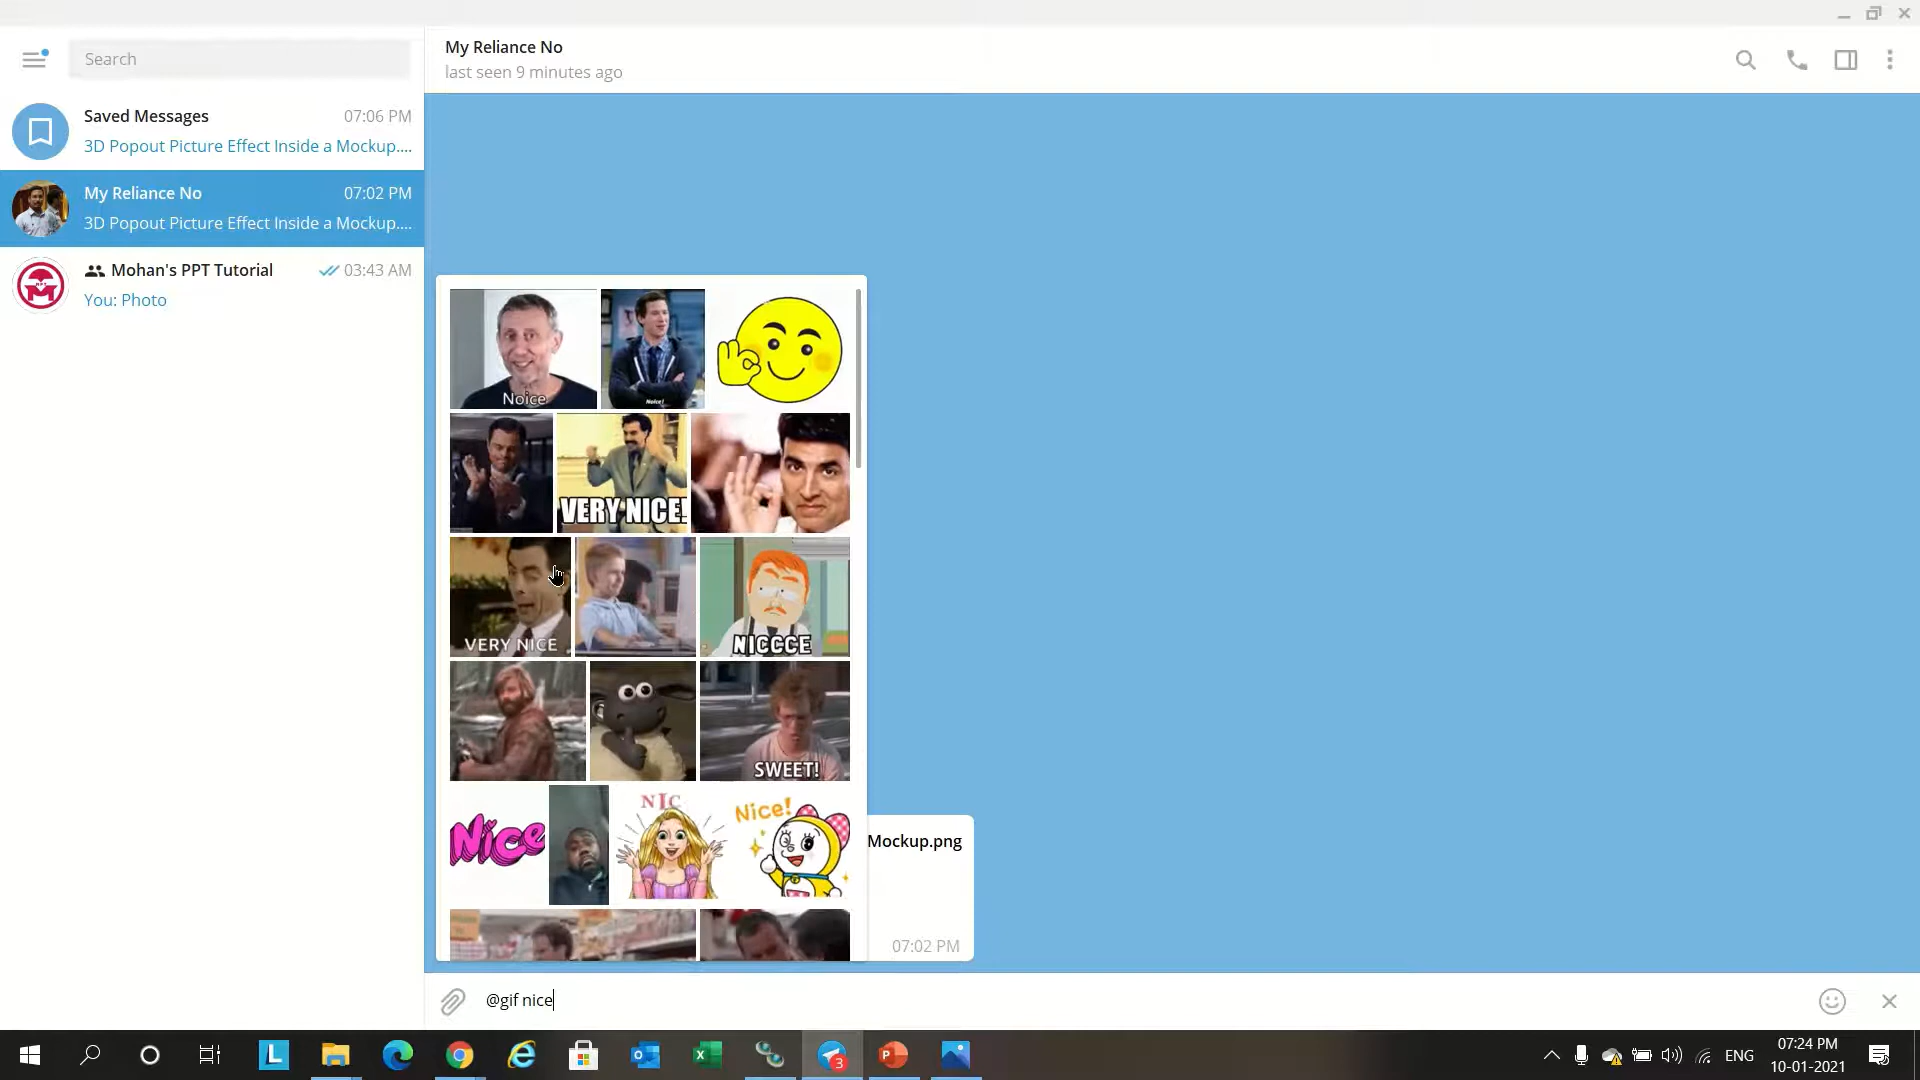 Search
My Reliance No
last seen 9 minutes ago
Saved Messages 07:06 PM
3D Popout Picture Effect Inside a Mockup....
My Reliance No 07:02 PM
3D Popout Picture Effect Inside a Mockup....
Mohan's PPT Tutorial 03:43 AM
You: Photo
Noice
Noice!
VERY NICE!
VERY NICE
NICCCE
SWEET!
Nice
NIC
Nice!
Mockup.png
07:02 PM
@gif nice
L
3
ENG
07:24 PM
10-01-2021